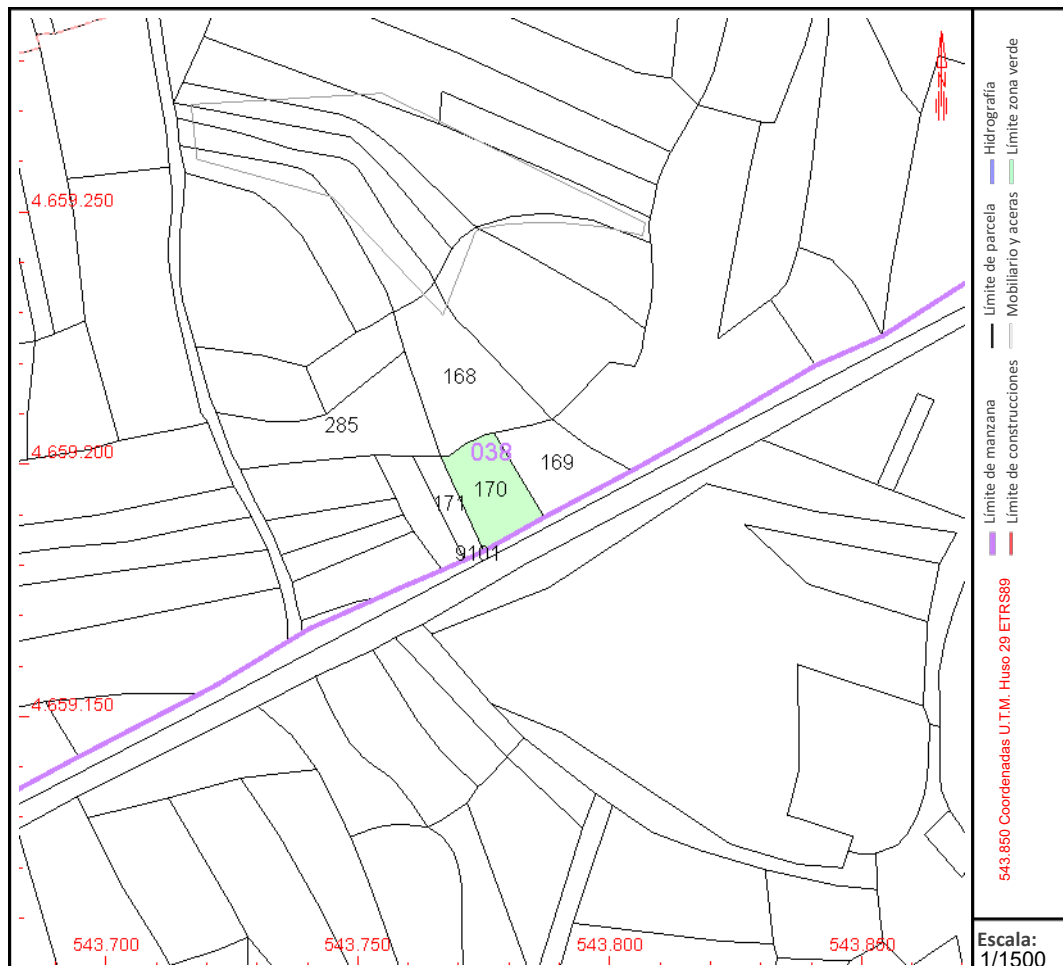 4.659.250
168
285
4.659.200
038
169
170
171
9101
4.659.150
543.700
543.750
543.800
543.850
Hidrografía
Límite zona verde
Límite de parcela
Mobiliario y aceras
Límite de manzana
Límite de construcciones
543.850 Coordenadas U.T.M. Huso 29 ETRS89
Escala:
1/1500